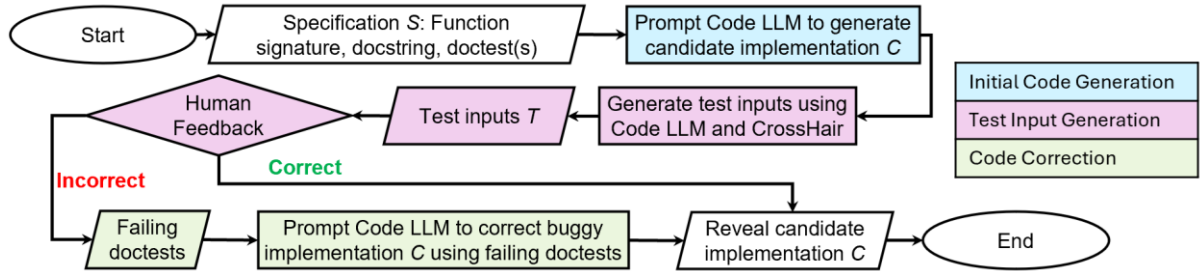 Start
Specification S: Function
signature, docstring, doctest(s)
Prompt Code LLM to generate
candidate implementation C
Initial Code Generation
Test Input Generation
Code Correction
Human
Feedback
Test inputs T
Generate test inputs using
Code LLM and CrossHair
Incorrect
Correct
Failing
doctests
Prompt Code LLM to correct buggy
implementation C using failing doctests
Reveal candidate
implementation C
End